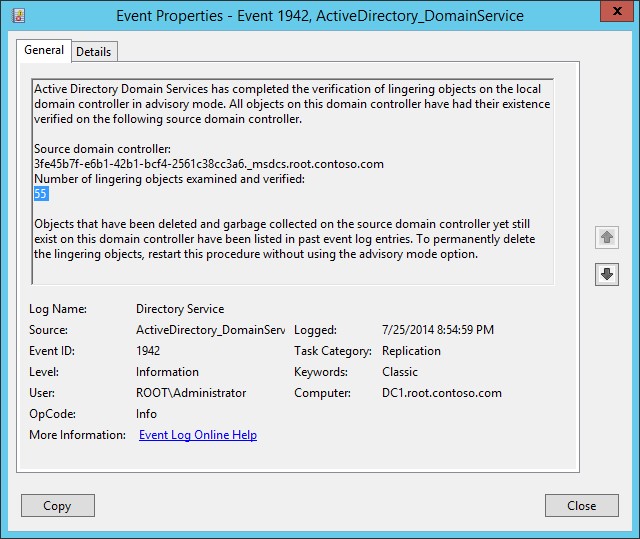 Event Properties - Event 1942, ActiveDirectory_DomainService
x
General
Details
Active Directory Domain Services has completed the verification of lingering objects on the local
domain controller in advisory mode. All objects on this domain controller have had their existence
verified on the following source domain controller.
Source domain controller:
3fe45b7f-e6b1-42b1-bcf4-2561c38cc3a6._msdcs.root.contoso.com
Number of lingering objects examined and verified:
55
Objects that have been deleted and garbage collected on the source domain controller yet still
exist on this domain controller have been listed in past event log entries. To permanently delete
the lingering objects, restart this procedure without using the advisory mode option.
Log Name: Directory Service
Source: ActiveDirectory_DomainServ Logged: 7/25/2014 8:54:59 PM
Event ID: 1942 Task Category: Replication
Level: Information Keywords: Classic
User: ROOT\Administrator Computer: DC1.root.contoso.com
OpCode: Info
More Information: Event Log Online Help
Copy
Close